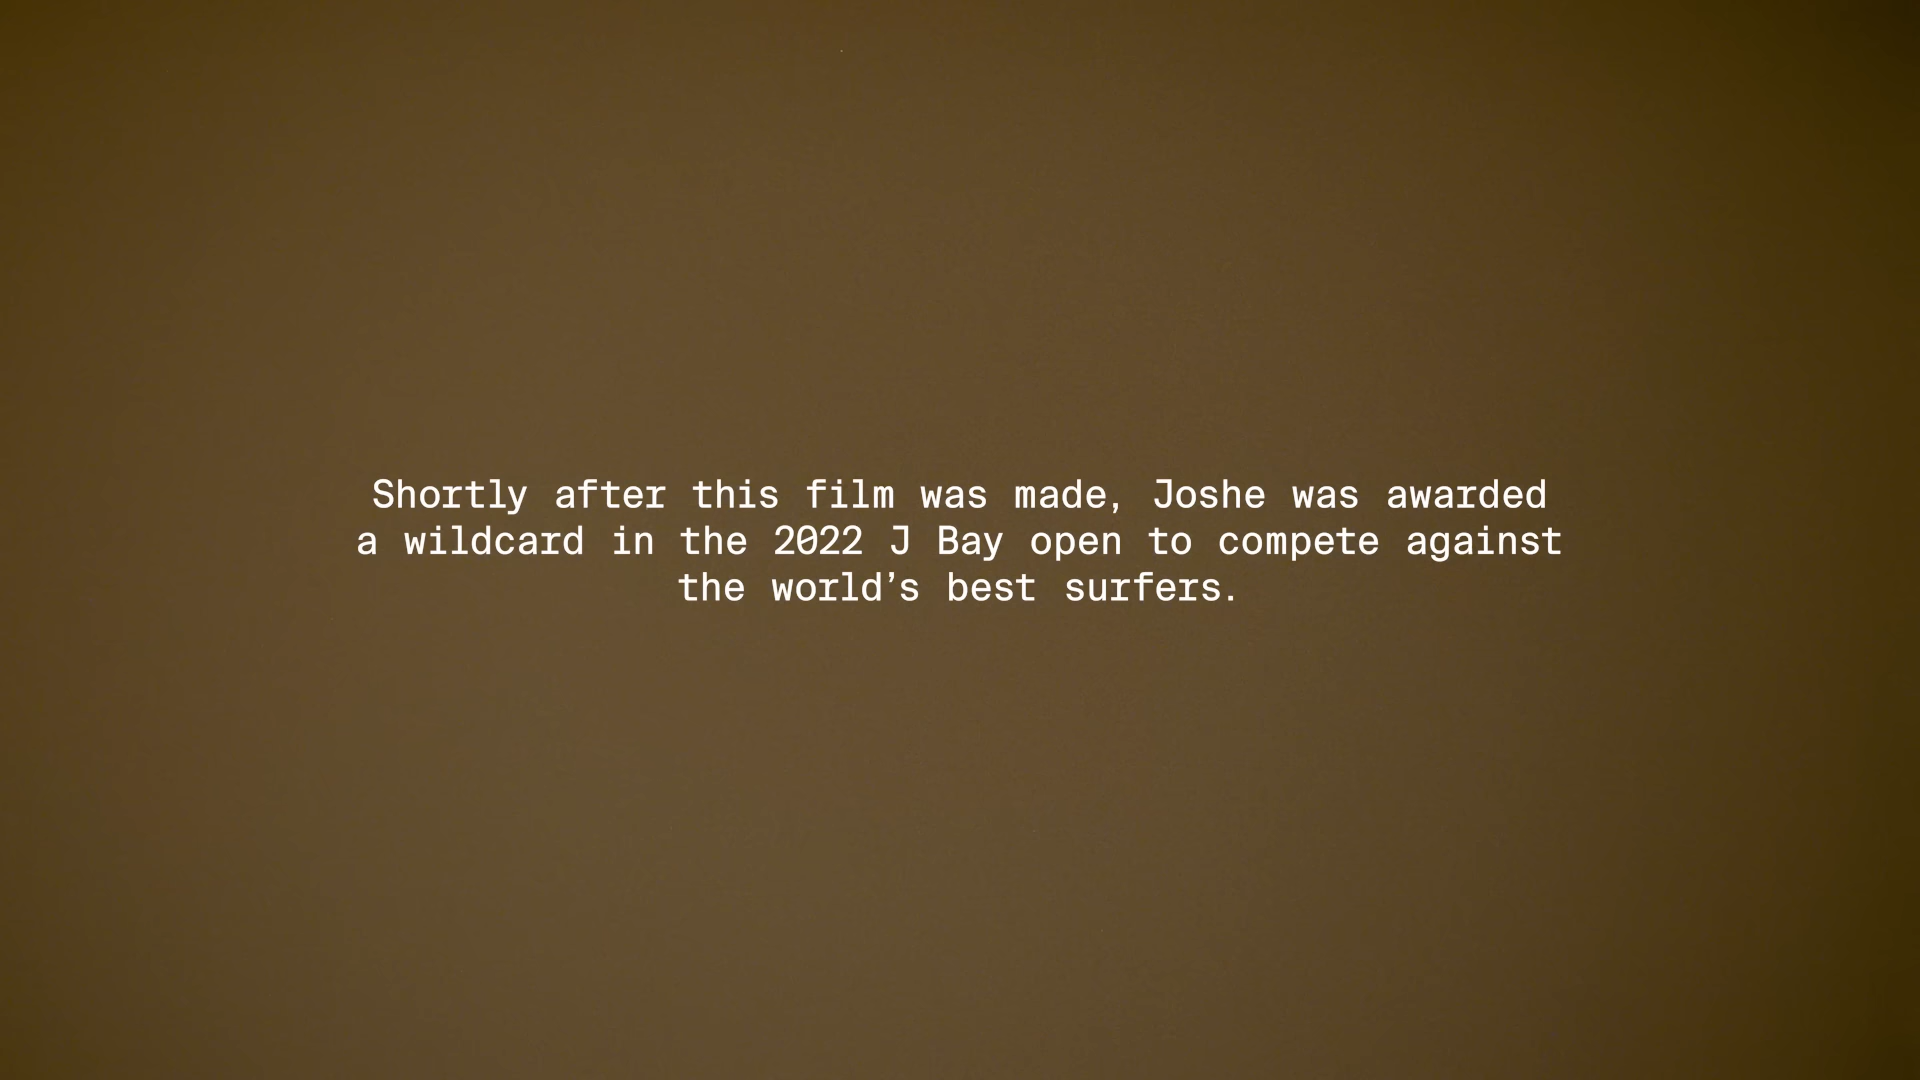 Shortly after this film was made, Joshe was awarded
a wildcard in the 2022 J Bay open to compete against
the world’s best surfers.